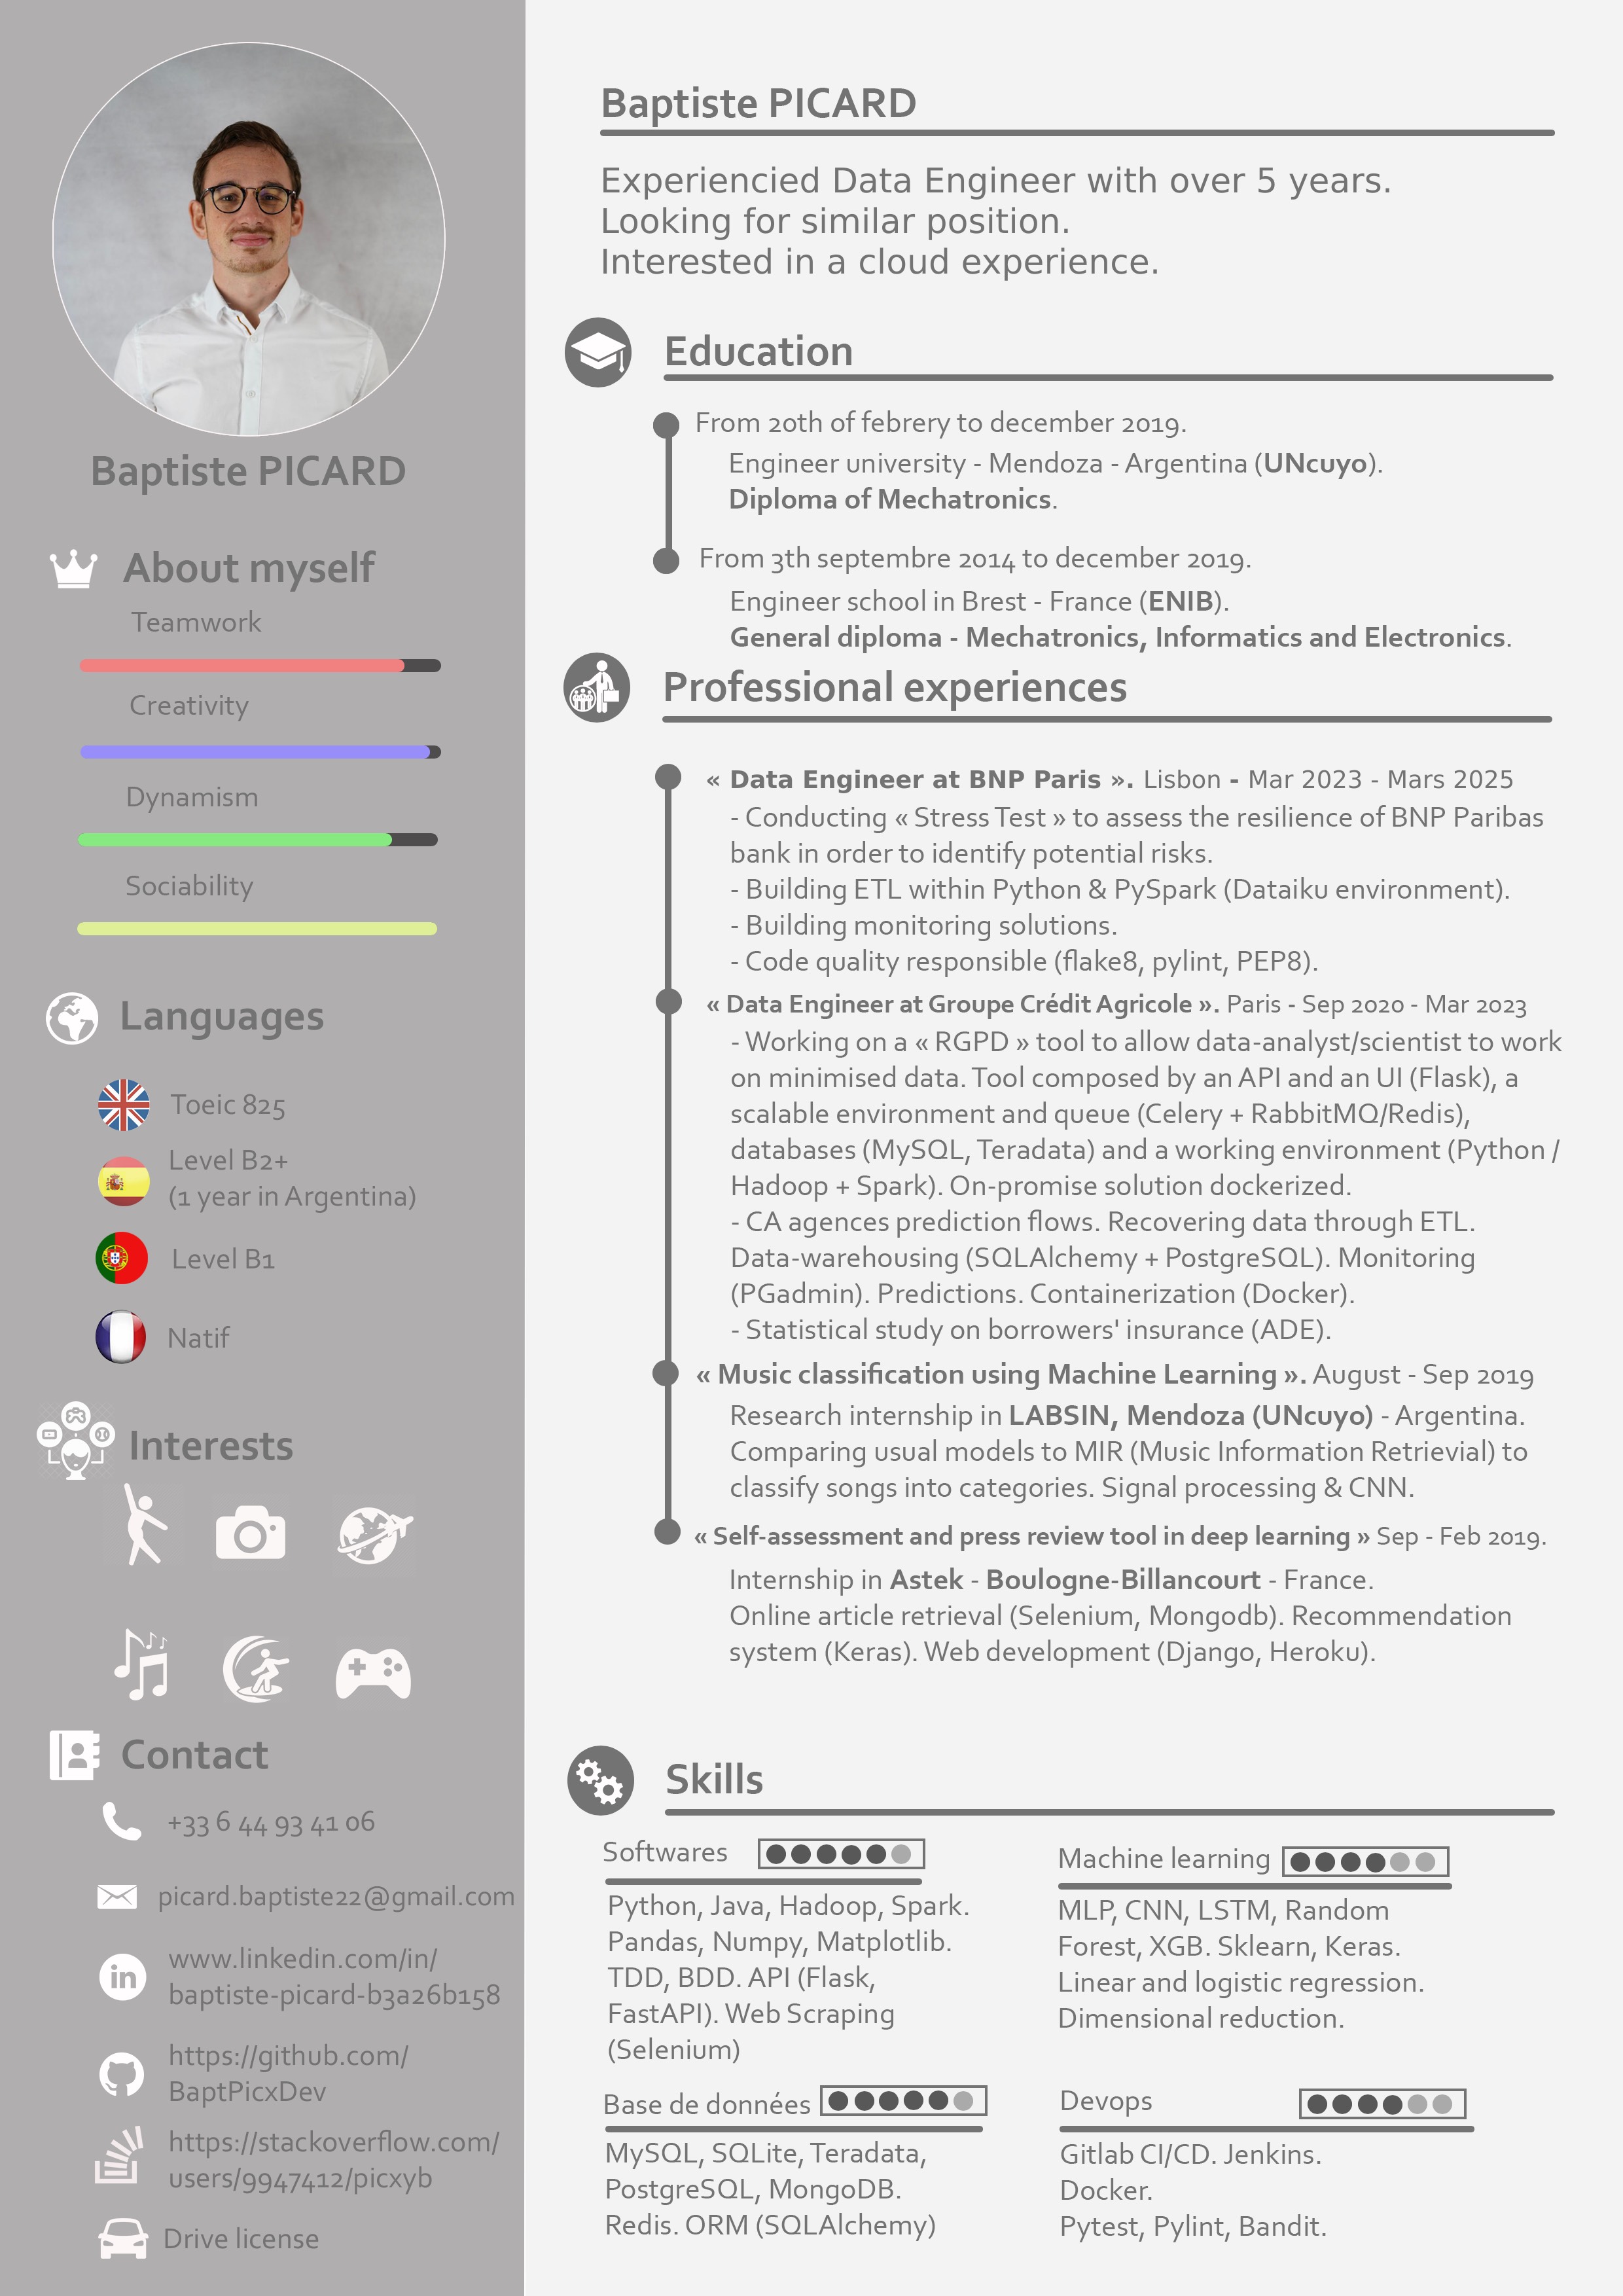 Baptiste PICARD
About myself
Teamwork
Creativity
Dynamism
Sociability
Languages
Toeic 825
Level B2+
(1 year in Argentina)
Level B1
Natif
Interests
Contact
+33 6 44 93 41 06
picard.baptiste22@gmail.com
in
www.linkedin.com/in/
baptiste-picard-b3a26b158
https://github.com/
BaptPicxDev
https://stackoverflow.com/
users/9947412/picxyb
Drive license
Baptiste PICARD
Experiencied Data Engineer with over 5 years.
Looking for similar position.
Interested in a cloud experience.
Education
From 20th of febrery to december 2019.
Engineer university - Mendoza - Argentina (UNcuyo).
Diploma of Mechatronics.
From 3th septembre 2014 to december 2019.
Engineer school in Brest - France (ENIB).
General diploma - Mechatronics, Informatics and Electronics.
Professional experiences
« Data Engineer at BNP Paris ». Lisbon - Mar 2023 - Mars 2025
- Conducting « Stress Test » to assess the resilience of BNP Paribas
bank in order to identify potential risks.
- Building ETL within Python & PySpark (Dataiku environment).
- Building monitoring solutions.
- Code quality responsible (flake8, pylint, PEP8).
« Data Engineer at Groupe Crédit Agricole ». Paris - Sep 2020 - Mar 2023
- Working on a « RGPD » tool to allow data-analyst/scientist to work
on minimised data. Tool composed by an API and an UI (Flask), a
scalable environment and queue (Celery + RabbitMQ/Redis),
databases (MySQL, Teradata) and a working environment (Python /
Hadoop + Spark). On-promise solution dockerized.
- CA agences prediction flows. Recovering data through ETL.
Data-warehousing (SQLAlchemy + PostgreSQL). Monitoring
(PGadmin). Predictions. Containerization (Docker).
- Statistical study on borrowers' insurance (ADE).
« Music classification using Machine Learning ». August - Sep 2019
Research internship in LABSIN, Mendoza (UNcuyo) - Argentina.
Comparing usual models to MIR (Music Information Retrievial) to
classify songs into categories. Signal processing & CNN.
« Self-assessment and press review tool in deep learning » Sep - Feb 2019.
Internship in Astek - Boulogne-Billancourt - France.
Online article retrieval (Selenium, Mongodb). Recommendation
system (Keras). Web development (Django, Heroku).
Skills
Softwares
Python, Java, Hadoop, Spark.
Pandas, Numpy, Matplotlib.
TDD, BDD. API (Flask,
FastAPI). Web Scraping
(Selenium)
Machine learning
MLP, CNN, LSTM, Random
Forest, XGB. Sklearn, Keras.
Linear and logistic regression.
Dimensional reduction.
Base de données
MySQL, SQLite, Teradata,
PostgreSQL, MongoDB.
Redis. ORM (SQLAlchemy)
Devops
Gitlab CI/CD. Jenkins.
Docker.
Pytest, Pylint, Bandit.